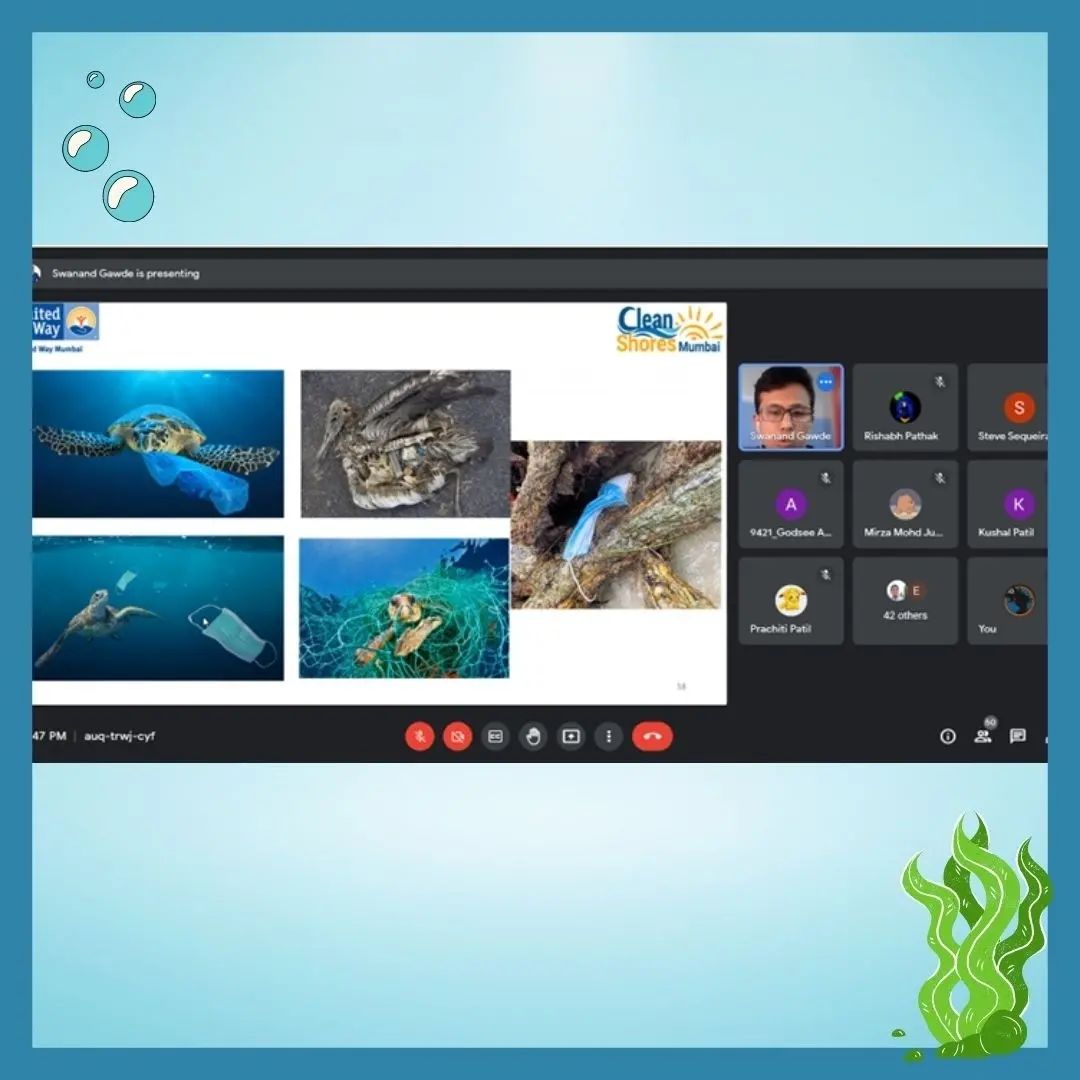 Swanand Gawde is presenting
ited
Way
d Way Mumbai
Clean
Shores Mumbai
Swanand Gawde
Rishabh Pathak
S
Steve Sequeira
A
9421_Godsee A...
Mirza Mohd Ju...
K
Kushal Patil
Prachiti Patil
E
42 others
You
47 PM | auq-trwj-cyf
CC
60